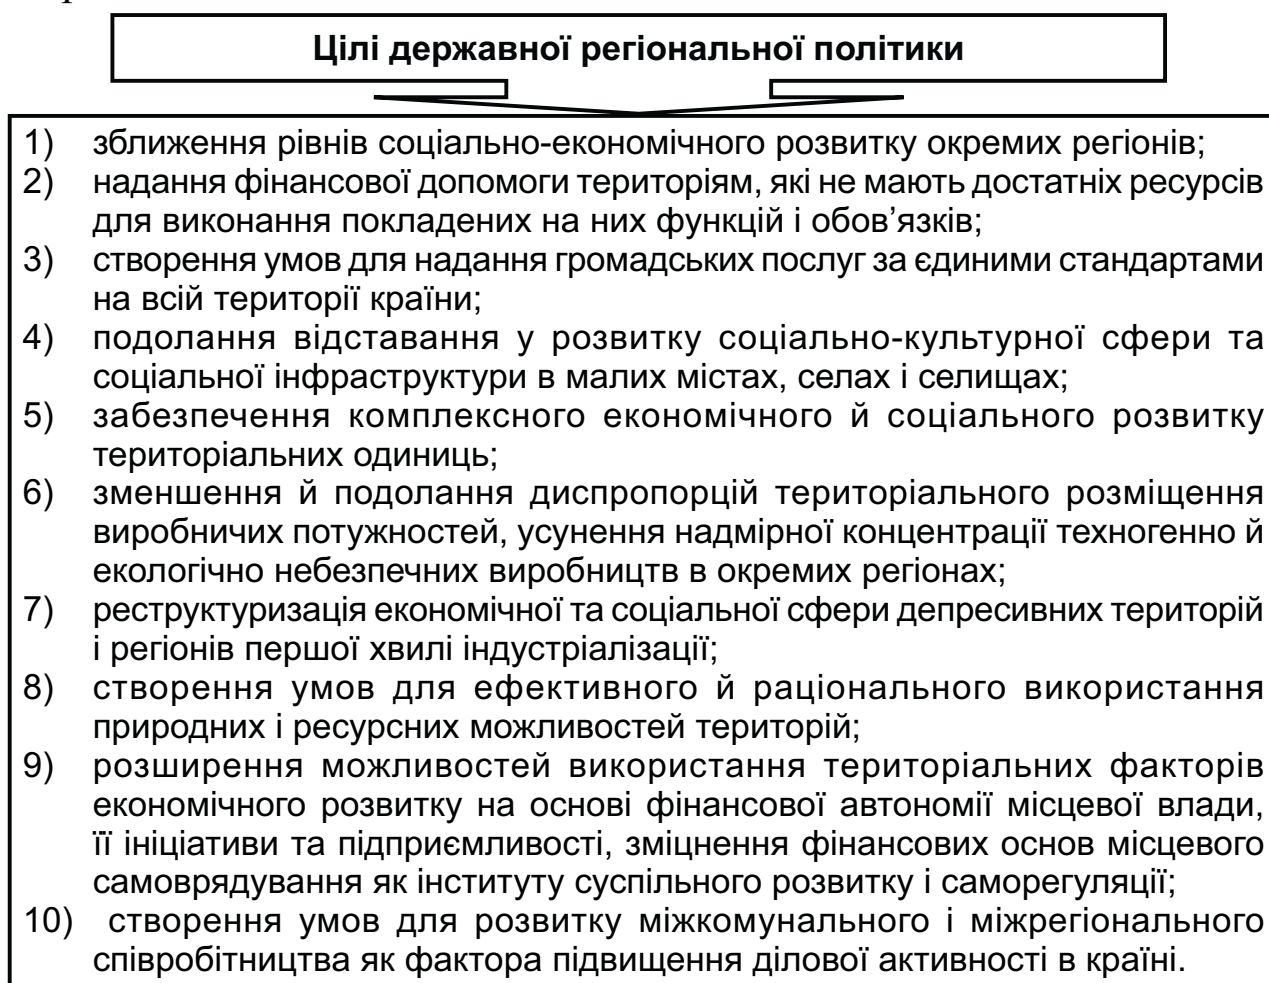 Цілі державної регіональної політики
1) зближення рівнів соціально-економічного розвитку окремих регіонів;
2) надання фінансової допомоги територіям, які не мають достатніх ресурсів
для виконання покладених на них функцій і обов’язків;
3) створення умов для надання громадських послуг за єдиними стандартами
на всій території країни;
4) подолання відставання у розвитку соціально-культурної сфери та
соціальної інфраструктури в малих містах, селах і селищах;
5) забезпечення комплексного економічного й соціального розвитку
територіальних одиниць;
6) зменшення й подолання диспропорцій територіального розміщення
виробничих потужностей, усунення надмірної концентрації техногенно й
екологічно небезпечних виробництв в окремих регіонах;
7) реструктуризація економічної та соціальної сфери депресивних територій
і регіонів першої хвилі індустріалізації;
8) створення умов для ефективного й раціонального використання
природних і ресурсних можливостей територій;
9) розширення можливостей використання територіальних факторів
економічного розвитку на основі фінансової автономії місцевої влади,
її ініціативи та підприємливості, зміцнення фінансових основ місцевого
самоврядування як інституту суспільного розвитку і саморегуляції;
10) створення умов для розвитку міжкомунального і міжрегіонального
співробітництва як фактора підвищення ділової активності в країні.